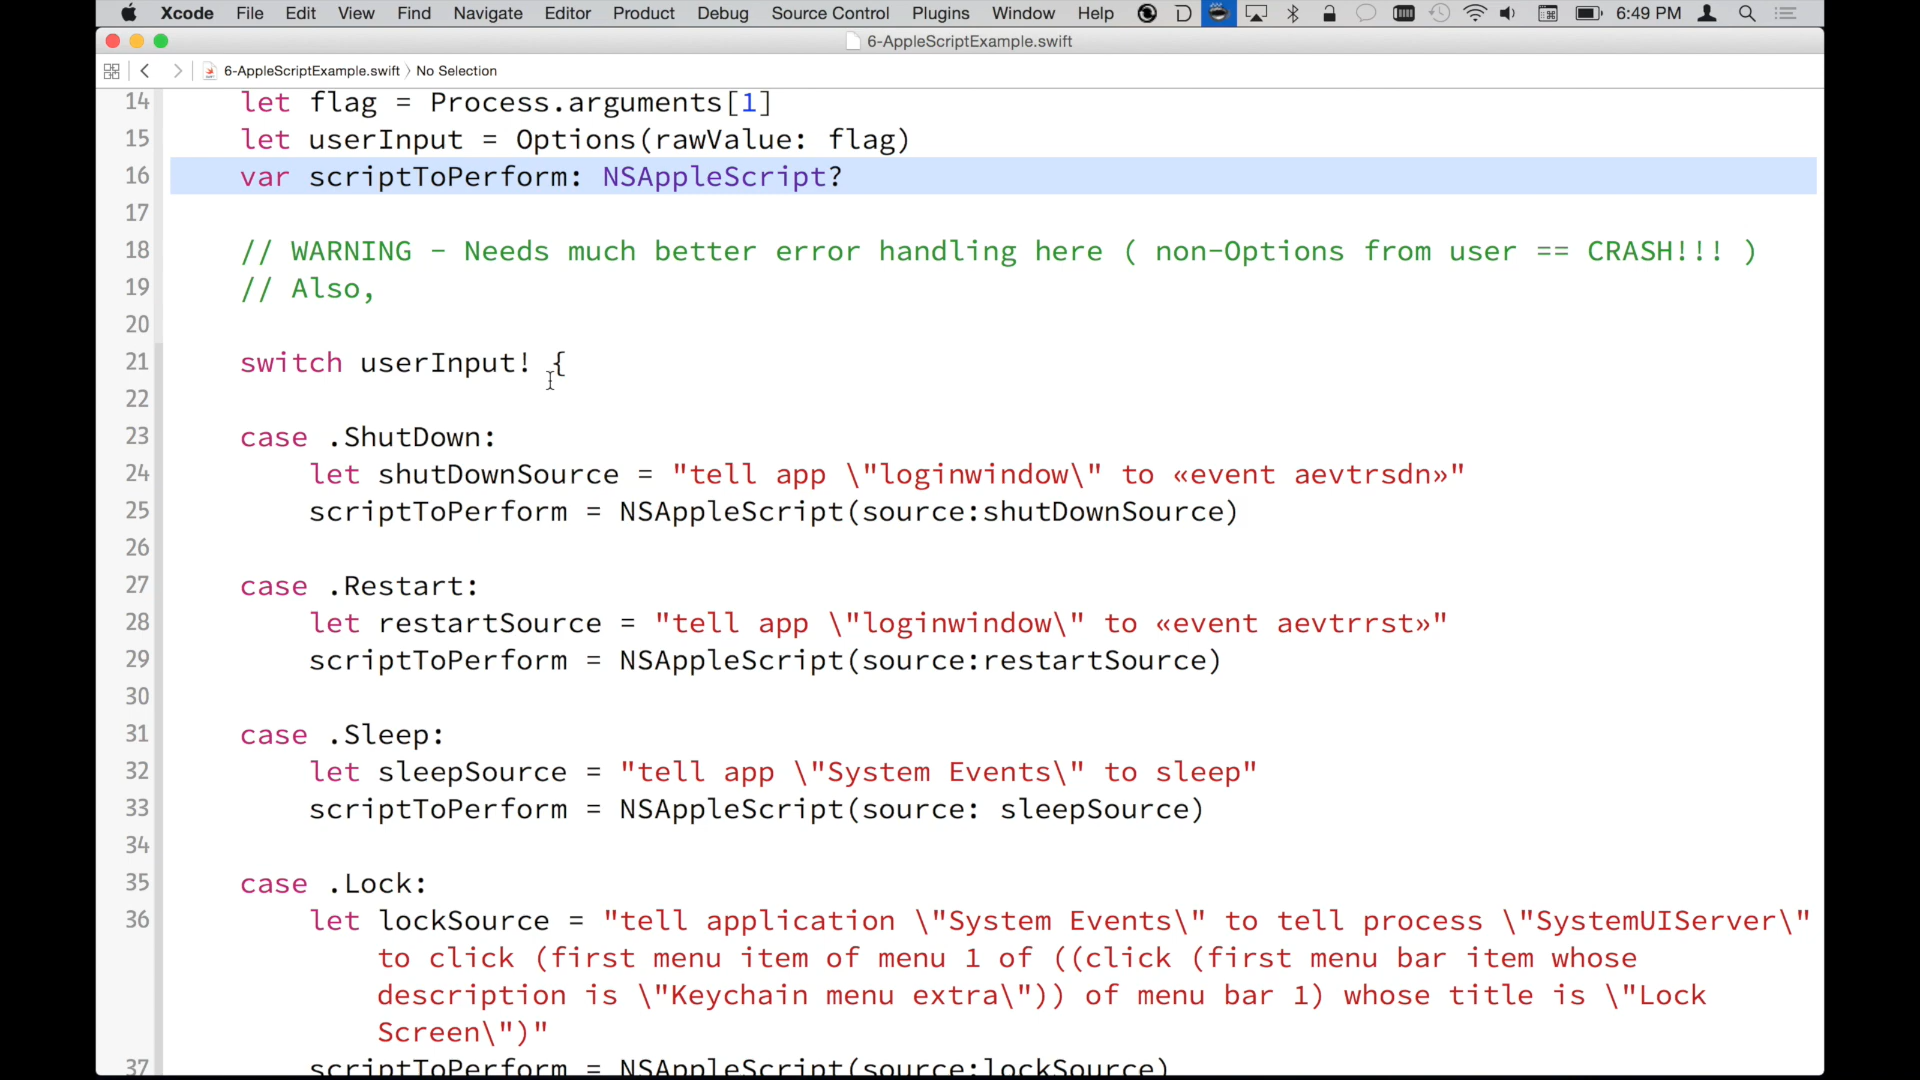 Xcode File Edit View Find Navigate Editor Product Debug Source Control Plugins Window Help 6:49 PM
6-AppleScriptExample.swift
6-AppleScriptExample.swift No Selection
14 let flag = Process.arguments[1]
15 let userInput = Options(rawValue: flag)
16 var scriptToPerform: NSAppleScript?
17
18 // WARNING - Needs much better error handling here ( non-Options from user == CRASH!!! )
19 // Also,
20
21 switch userInput! {
22
23 case .ShutDown:
24 let shutDownSource = "tell app \"loginwindow\" to «event aevtrsdn»"
25 scriptToPerform = NSAppleScript(source:shutDownSource)
26
27 case .Restart:
28 let restartSource = "tell app \"loginwindow\" to «event aevtrrst»"
29 scriptToPerform = NSAppleScript(source:restartSource)
30
31 case .Sleep:
32 let sleepSource = "tell app \"System Events\" to sleep"
33 scriptToPerform = NSAppleScript(source: sleepSource)
34
35 case .Lock:
36 let lockSource = "tell application \"System Events\" to tell process \"SystemUIServer\"
to click (first menu item of menu 1 of ((click (first menu bar item whose
description is \"Keychain menu extra\")) of menu bar 1) whose title is \"Lock
Screen\")"
37 scriptToPerform = NSAppleScript(source:lockSource)